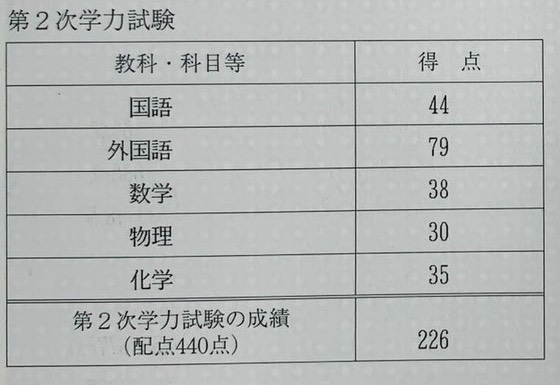 第２次学力試験
教科・科目等 得 点
国語 44
外国語 79
数学 38
物理 30
化学 35
第２次学力試験の成績
（配点440点） 226